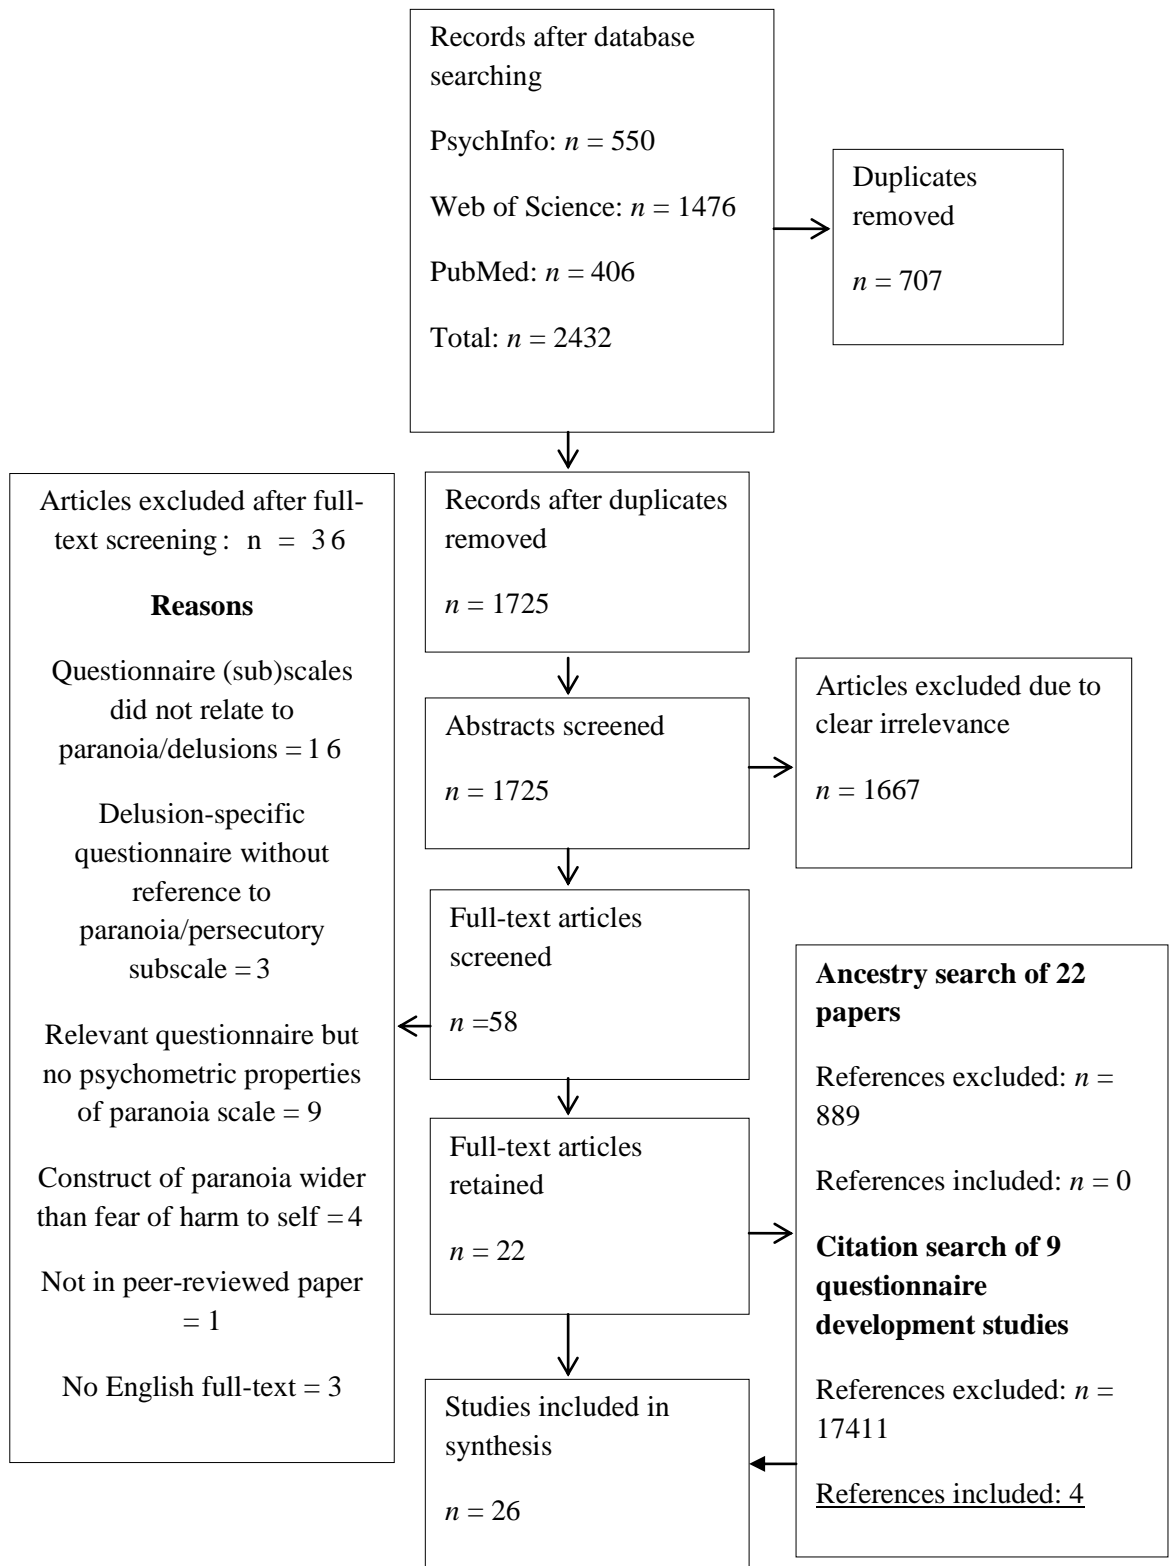 Records after database
searching
PsychInfo: n = 550
Web of Science: n = 1476
PubMed: n = 406
Total: n = 2432
Duplicates
removed
n = 707
Records after duplicates
removed
n = 1725
Abstracts screened
n = 1725
Articles excluded due to
clear irrelevance
n = 1667
Full-text articles
screened
n =58
Articles excluded after full-
text screening: n = 36
Reasons
Questionnaire (sub)scales
did not relate to
paranoia/delusions = 16
Delusion-specific
questionnaire without
reference to
paranoia/persecutory
subscale = 3
Relevant questionnaire but
no psychometric properties
of paranoia scale = 9
Construct of paranoia wider
than fear of harm to self = 4
Not in peer-reviewed paper
= 1
No English full-text = 3
Full-text articles
retained
n = 22
Ancestry search of 22
papers
References excluded: n =
889
References included: n = 0
Citation search of 9
questionnaire
development studies
References excluded: n =
17411
References included: 4
Studies included in
synthesis
n = 26